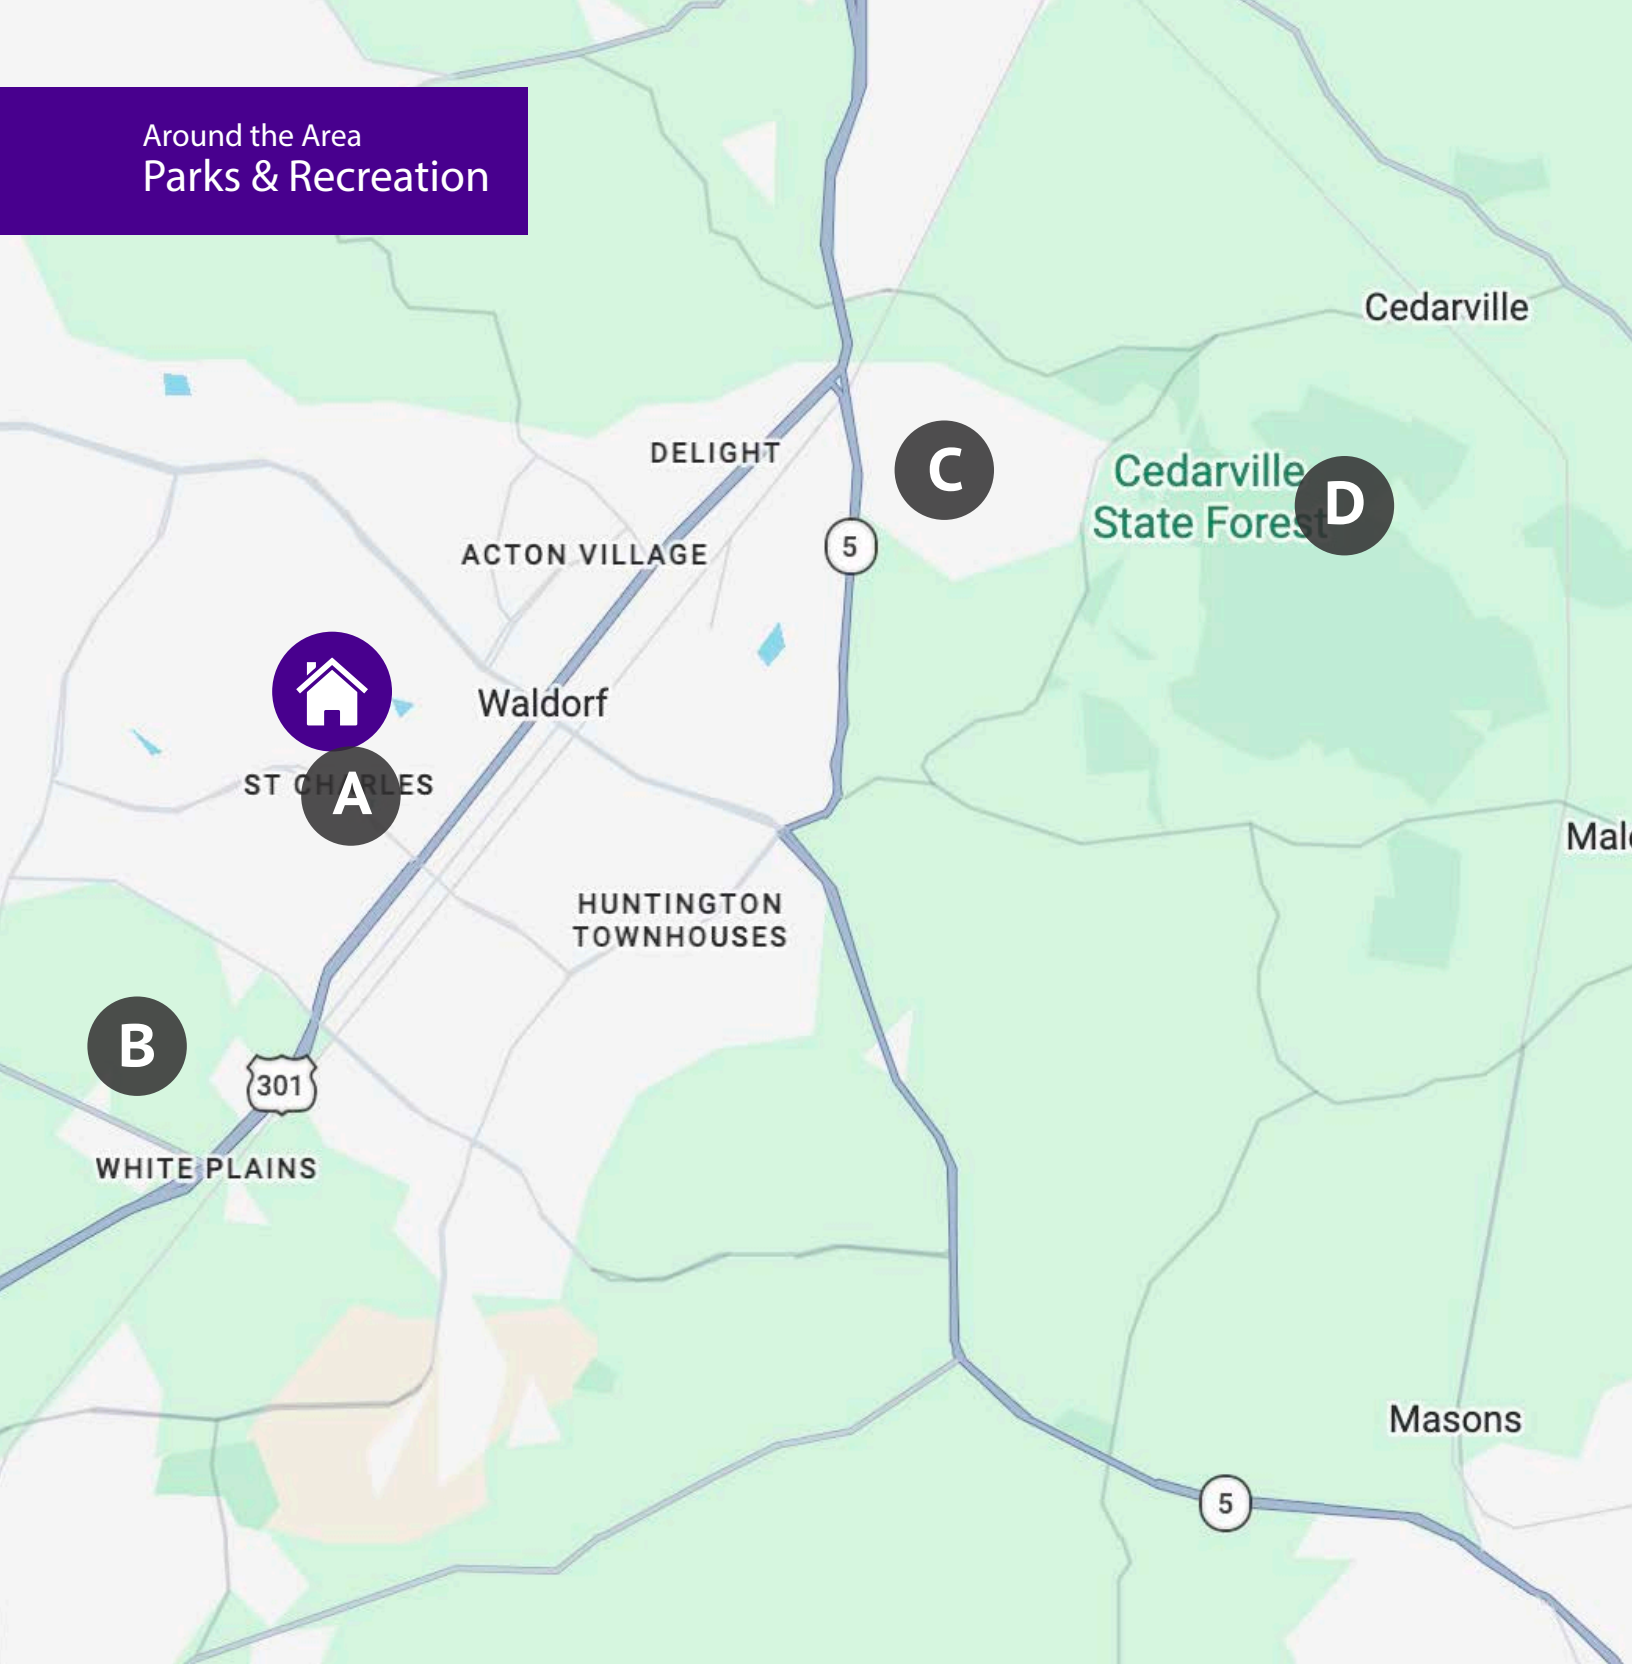 Around the Area
Parks & Recreation
Cedarville
DELIGHT
C
Cedarville
State Forest
D
5
ACTON VILLAGE
Waldorf
ST CHARLES
A
HUNTINGTON
TOWNHOUSES
B
301
WHITE PLAINS
Masons
5